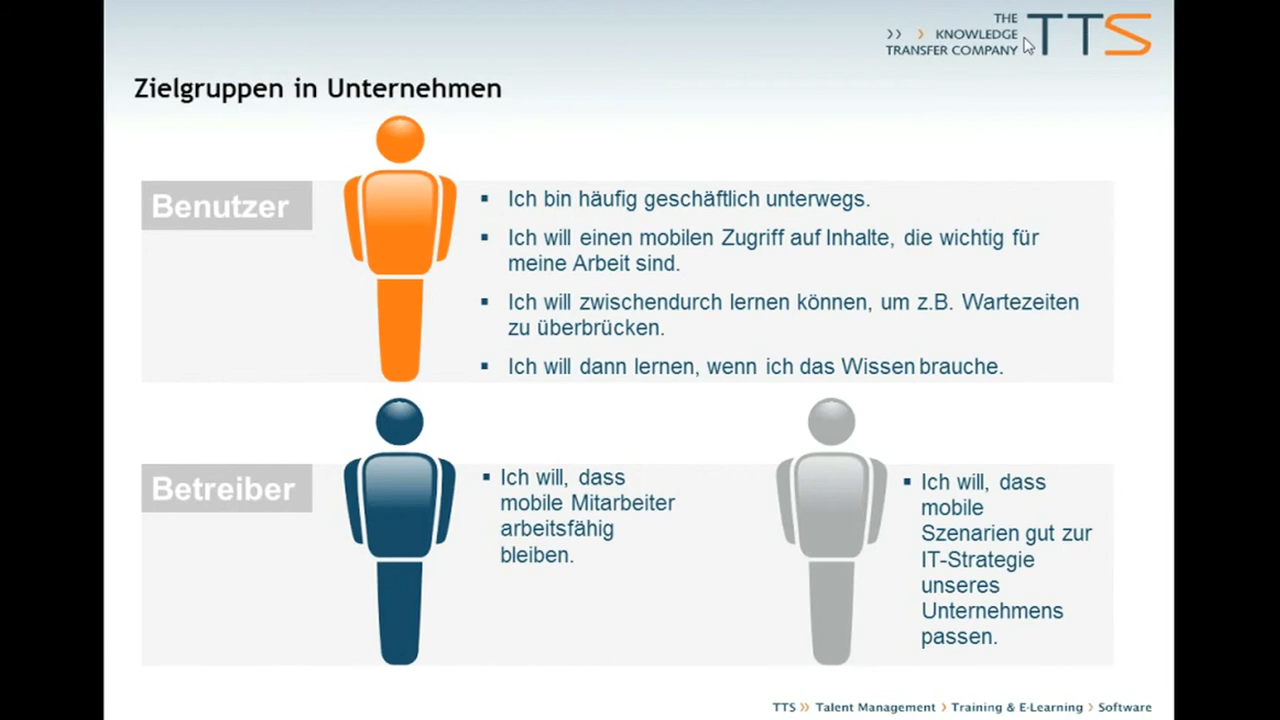 THE
KNOWLEDGE
TRANSFER COMPANY
TTS
Zielgruppen in Unternehmen
Benutzer
▪ Ich bin häufig geschäftlich unterwegs.
▪ Ich will einen mobilen Zugriff auf Inhalte, die wichtig für
meine Arbeit sind.
▪ Ich will zwischendurch lernen können, um z.B. Wartezeiten
zu überbrücken.
▪ Ich will dann lernen, wenn ich das Wissen brauche.
Betreiber
▪ Ich will, dass
mobile Mitarbeiter
arbeitsfähig
bleiben.
▪ Ich will, dass
mobile
Szenarien gut zur
IT-Strategie
unseres
Unternehmens
passen.
TTS » Talent Management › Training & E-Learning › Software